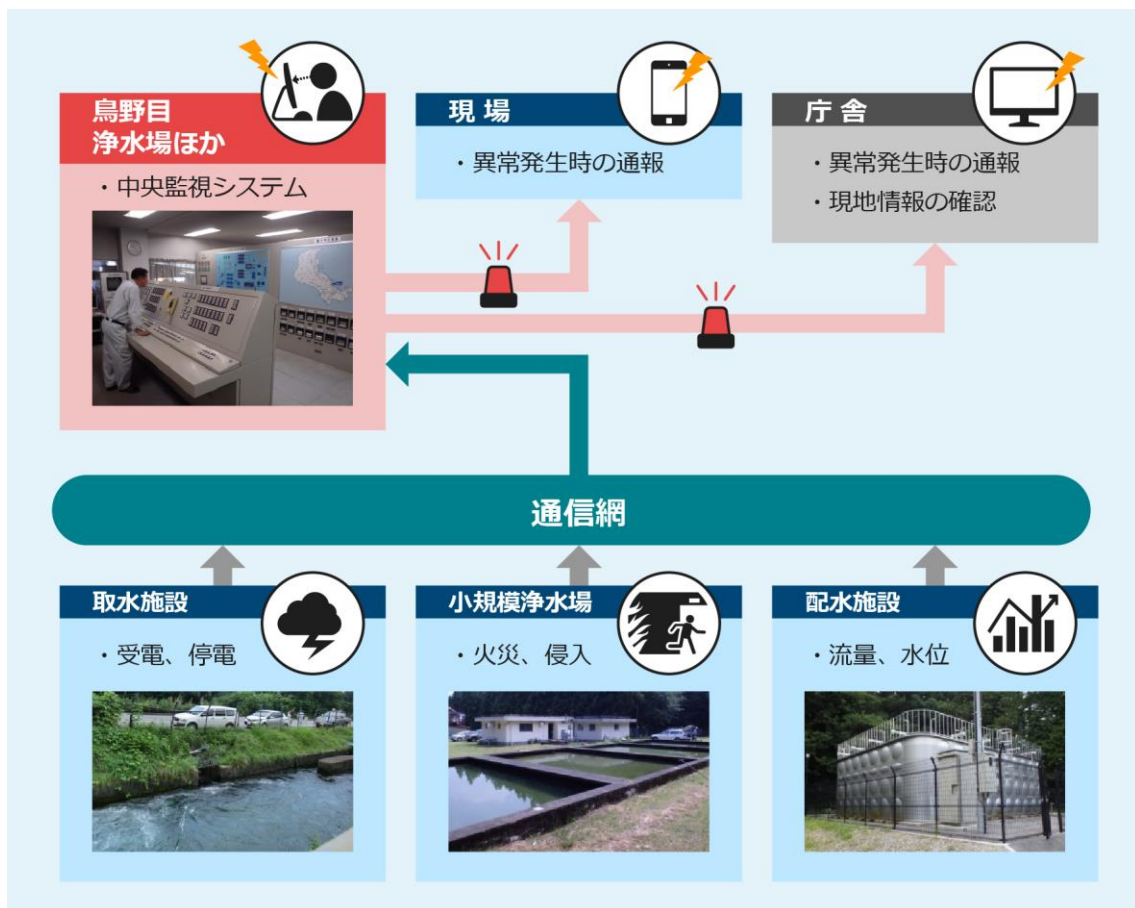 鳥野目
浄水場ほか
・中央監視システム
現 場
・異常発生時の通報
庁 舎
・異常発生時の通報
・現地情報の確認
通信網
取水施設
・受電、停電
小規模浄水場
・火災、侵入
配水施設
・流量、水位